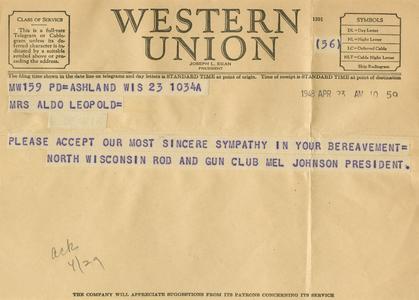 CLASS OF SERVICE
This is a full-rate Telegram or Cablegram unless its deferred character is indicated by a suitable symbol above or preceding the address.
WESTERN UNION
JOSEPH L. EGAN
PRESIDENT
1201
(36)
SYMBOLS
DL=Day Letter
NL=Night Letter
LC=Deferred Cable
NLT=Cable Night Letter
Ship Radiogram
The filing time shown in the date line on telegrams and day letters is STANDARD TIME at point of origin. Time of receipt is STANDARD TIME at point of destination
MW159 PD=ASHLAND WIS 23 1034A
1948 APR 23 AM 10 59
MRS ALDO LEOPOLD=
PLEASE ACCEPT OUR MOST SINCERE SYMPATHY IN YOUR BEREAVEMENT=
NORTH WISCONSIN ROD AND GUN CLUB MEL JOHNSON PRESIDENT.
ack
4/29
THE COMPANY WILL APPRECIATE SUGGESTIONS FROM ITS PATRONS CONCERNING ITS SERVICE